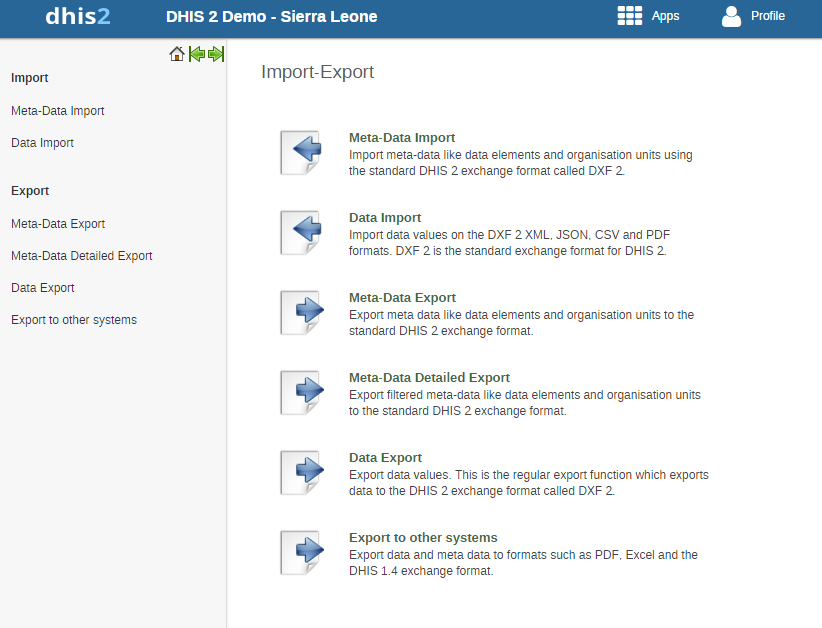 dhis2
DHIS 2 Demo - Sierra Leone
Apps
Profile
Import
Meta-Data Import
Data Import
Export
Meta-Data Export
Meta-Data Detailed Export
Data Export
Export to other systems
Import-Export
Meta-Data Import
Import meta-data like data elements and organisation units using
the standard DHIS 2 exchange format called DXF 2.
Data Import
Import data values on the DXF 2 XML, JSON, CSV and PDF
formats. DXF 2 is the standard exchange format for DHIS 2.
Meta-Data Export
Export meta data like data elements and organisation units to the
standard DHIS 2 exchange format.
Meta-Data Detailed Export
Export filtered meta-data like data elements and organisation units
to the standard DHIS 2 exchange format.
Data Export
Export data values. This is the regular export function which exports
data to the DHIS 2 exchange format called DXF 2.
Export to other systems
Export data and meta data to formats such as PDF, Excel and the
DHIS 1.4 exchange format.